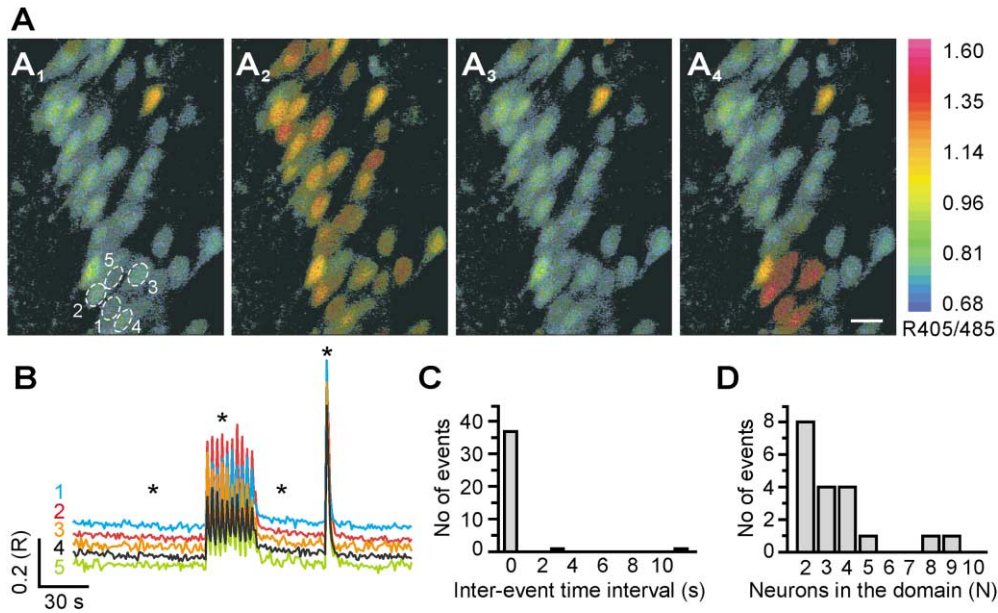 A
A1
A2
A3
A4
1.60
1.35
1.14
0.96
0.81
0.68
R405/485
5
3
2
1
4
B
*
*
*
*
1
2
3
4
5
0.2 (R)
30 s
C
No of events
40
30
20
10
0
0 2 4 6 8 10
Inter-event time interval (s)
D
No of events
8
6
4
2
0
2 3 4 5 6 7 8 9 10
Neurons in the domain (N)